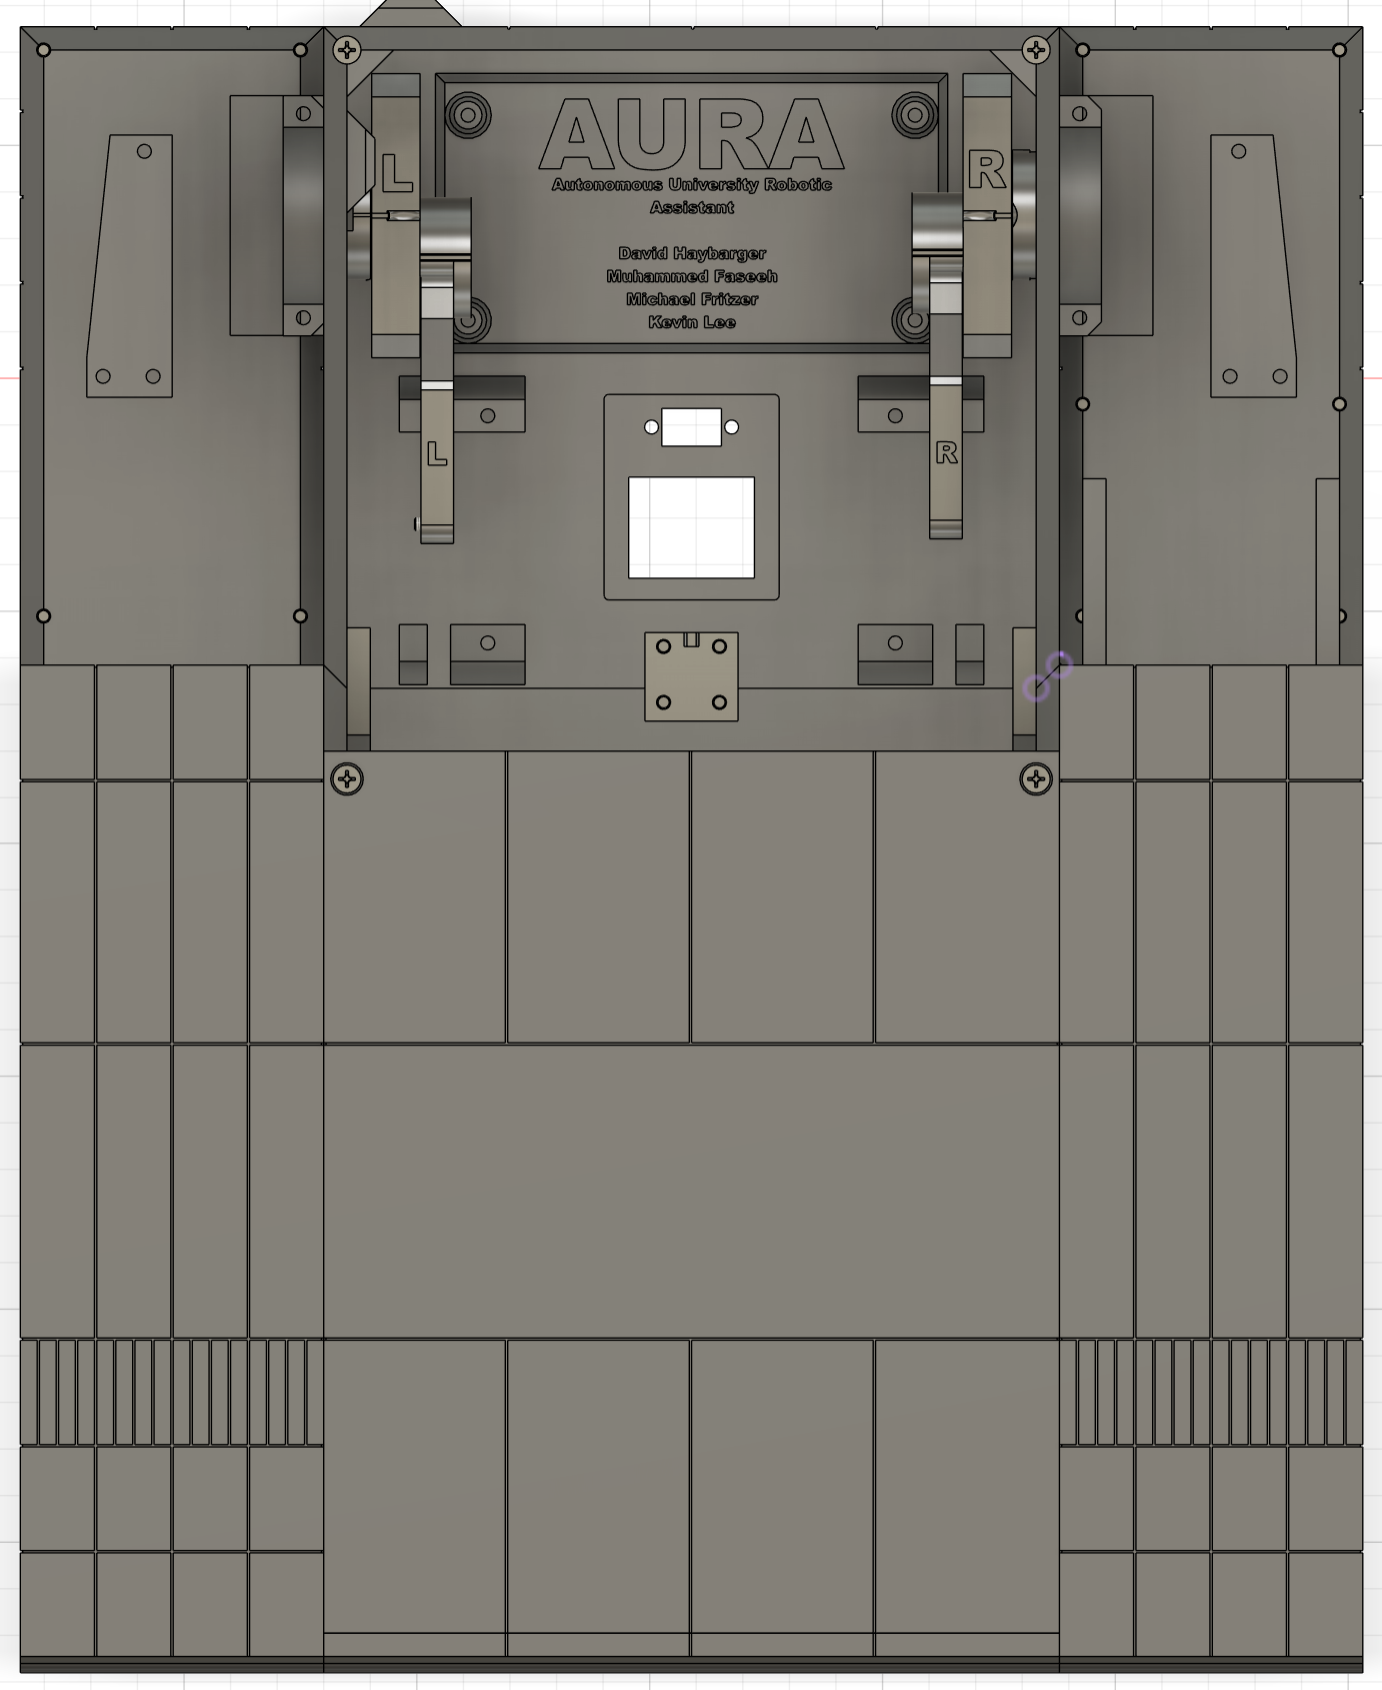 AURA
Autonomous University Robotic
Assistant
David Haybarger
Muhammed Faseeh
Michael Fritzer
Kevin Lee
L
R
L
R